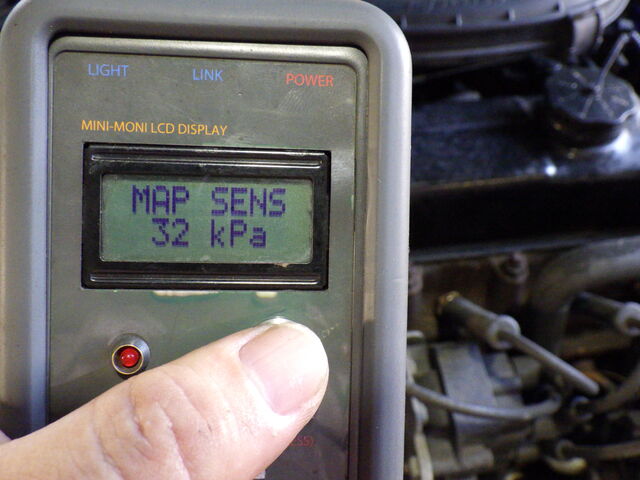 LIGHT LINK POWER
MINI-MONI LCD DISPLAY
MAP SENS
32 kPa